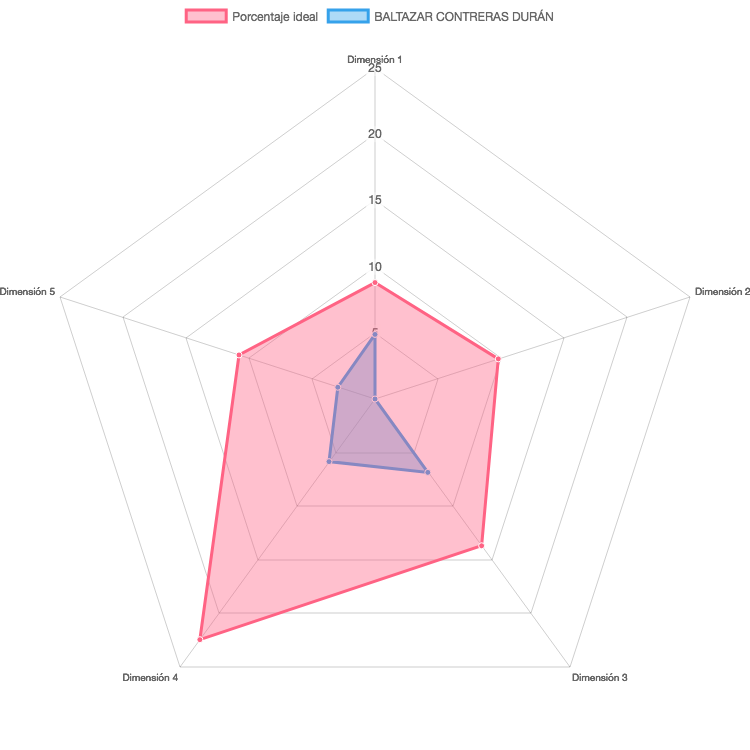 Porcentaje ideal
BALTAZAR CONTRERAS DURÁN
Dimensión 1
25
20
15
10
5
Dimensión 5
Dimensión 2
Dimensión 4
Dimensión 3